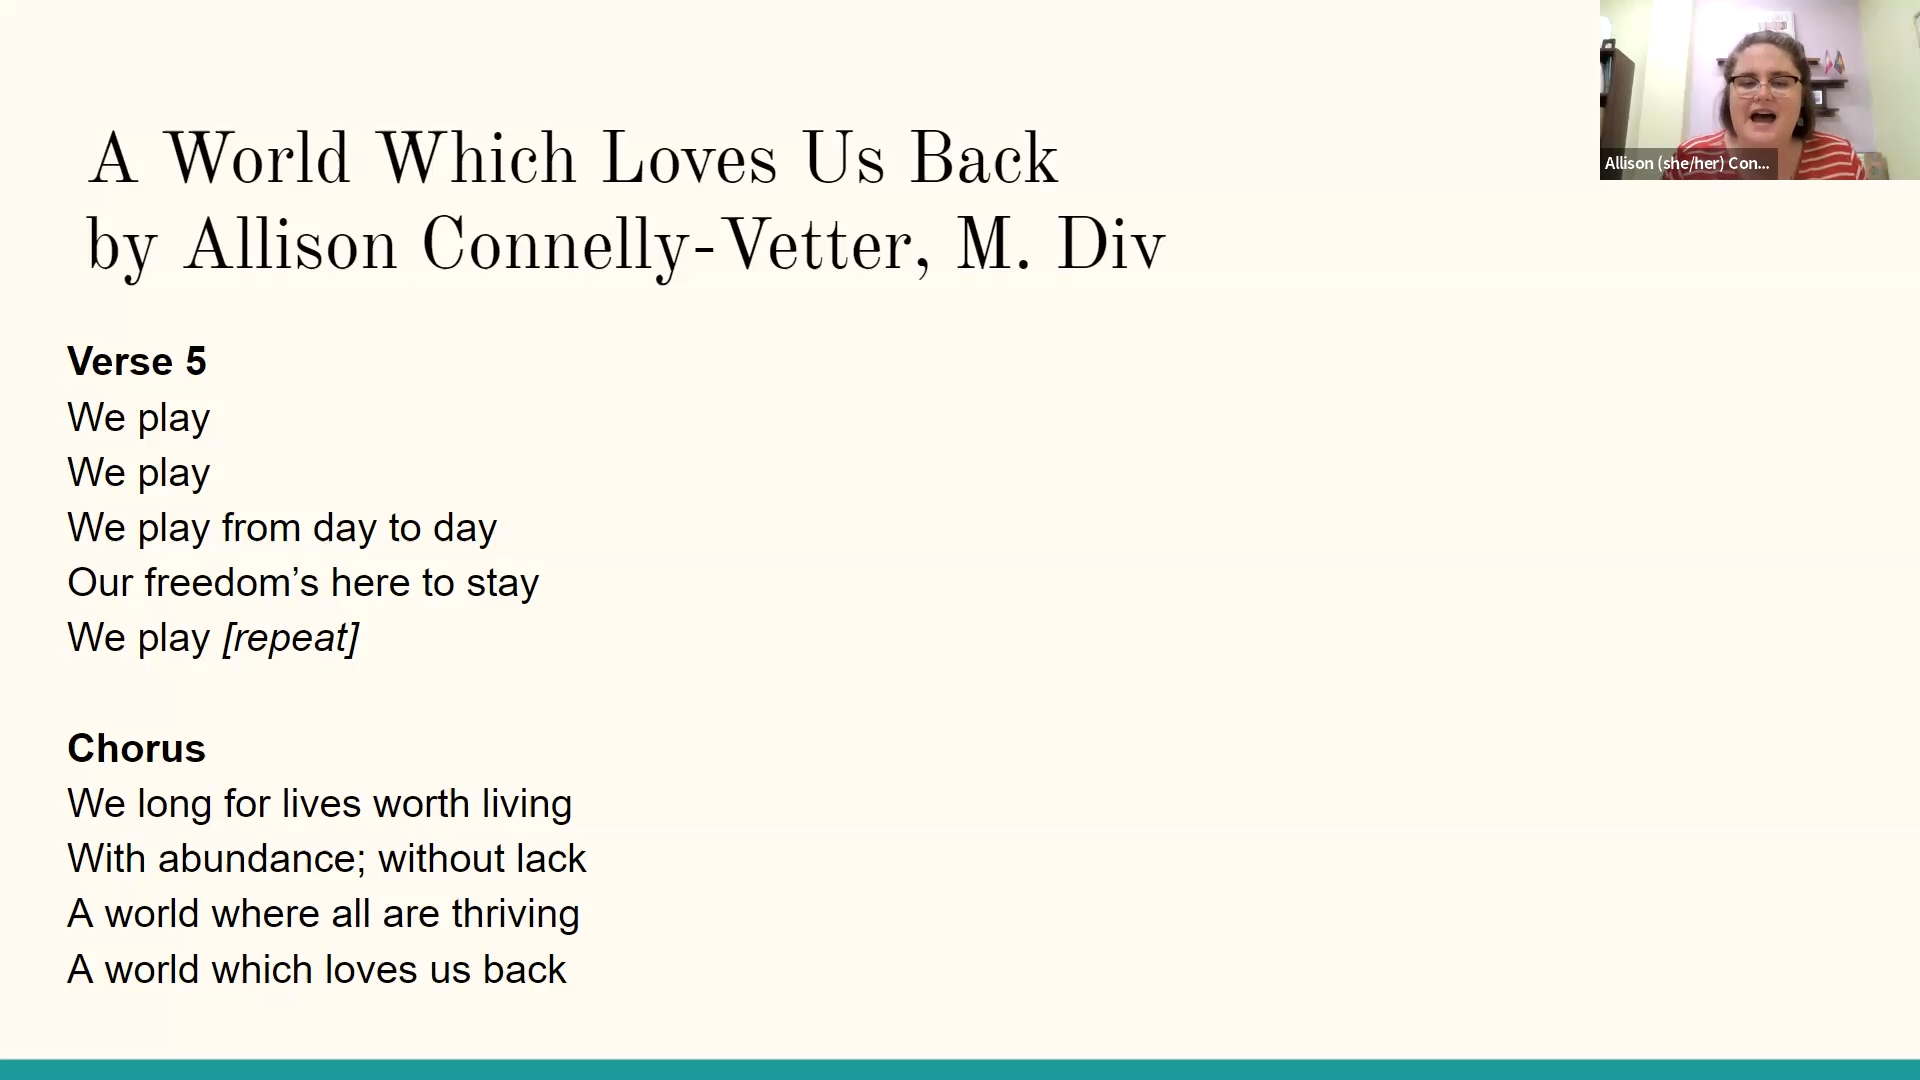 A World Which Loves Us Back
by Allison Connelly-Vetter, M. Div
Allison (she/her) Con...
Verse 5
We play
We play
We play from day to day
Our freedom’s here to stay
We play [repeat]
Chorus
We long for lives worth living
With abundance; without lack
A world where all are thriving
A world which loves us back